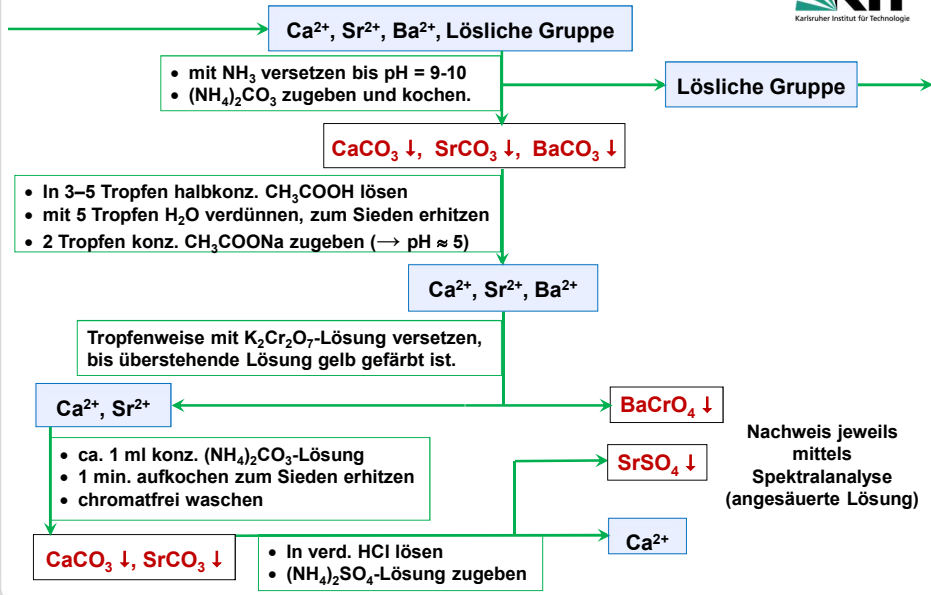 Karlsruher Institut für Technologie
Ca²⁺, Sr²⁺, Ba²⁺, Lösliche Gruppe
• mit NH₃ versetzen bis pH = 9-10
• (NH₄)₂CO₃ zugeben und kochen.
Lösliche Gruppe
CaCO₃ ↓, SrCO₃ ↓, BaCO₃ ↓
• In 3–5 Tropfen halbkonz. CH₃COOH lösen
• mit 5 Tropfen H₂O verdünnen, zum Sieden erhitzen
• 2 Tropfen konz. CH₃COONa zugeben (→ pH ≈ 5)
Ca²⁺, Sr²⁺, Ba²⁺
Tropfenweise mit K₂Cr₂O₇-Lösung versetzen,
bis überstehende Lösung gelb gefärbt ist.
Ca²⁺, Sr²⁺
BaCrO₄ ↓
• ca. 1 ml konz. (NH₄)₂CO₃-Lösung
• 1 min. aufkochen zum Sieden erhitzen
• chromatfrei waschen
SrSO₄ ↓
Nachweis jeweils
mittels
Spektralanalyse
(angesäuerte Lösung)
Ca²⁺
CaCO₃ ↓, SrCO₃ ↓
• In verd. HCl lösen
• (NH₄)₂SO₄-Lösung zugeben